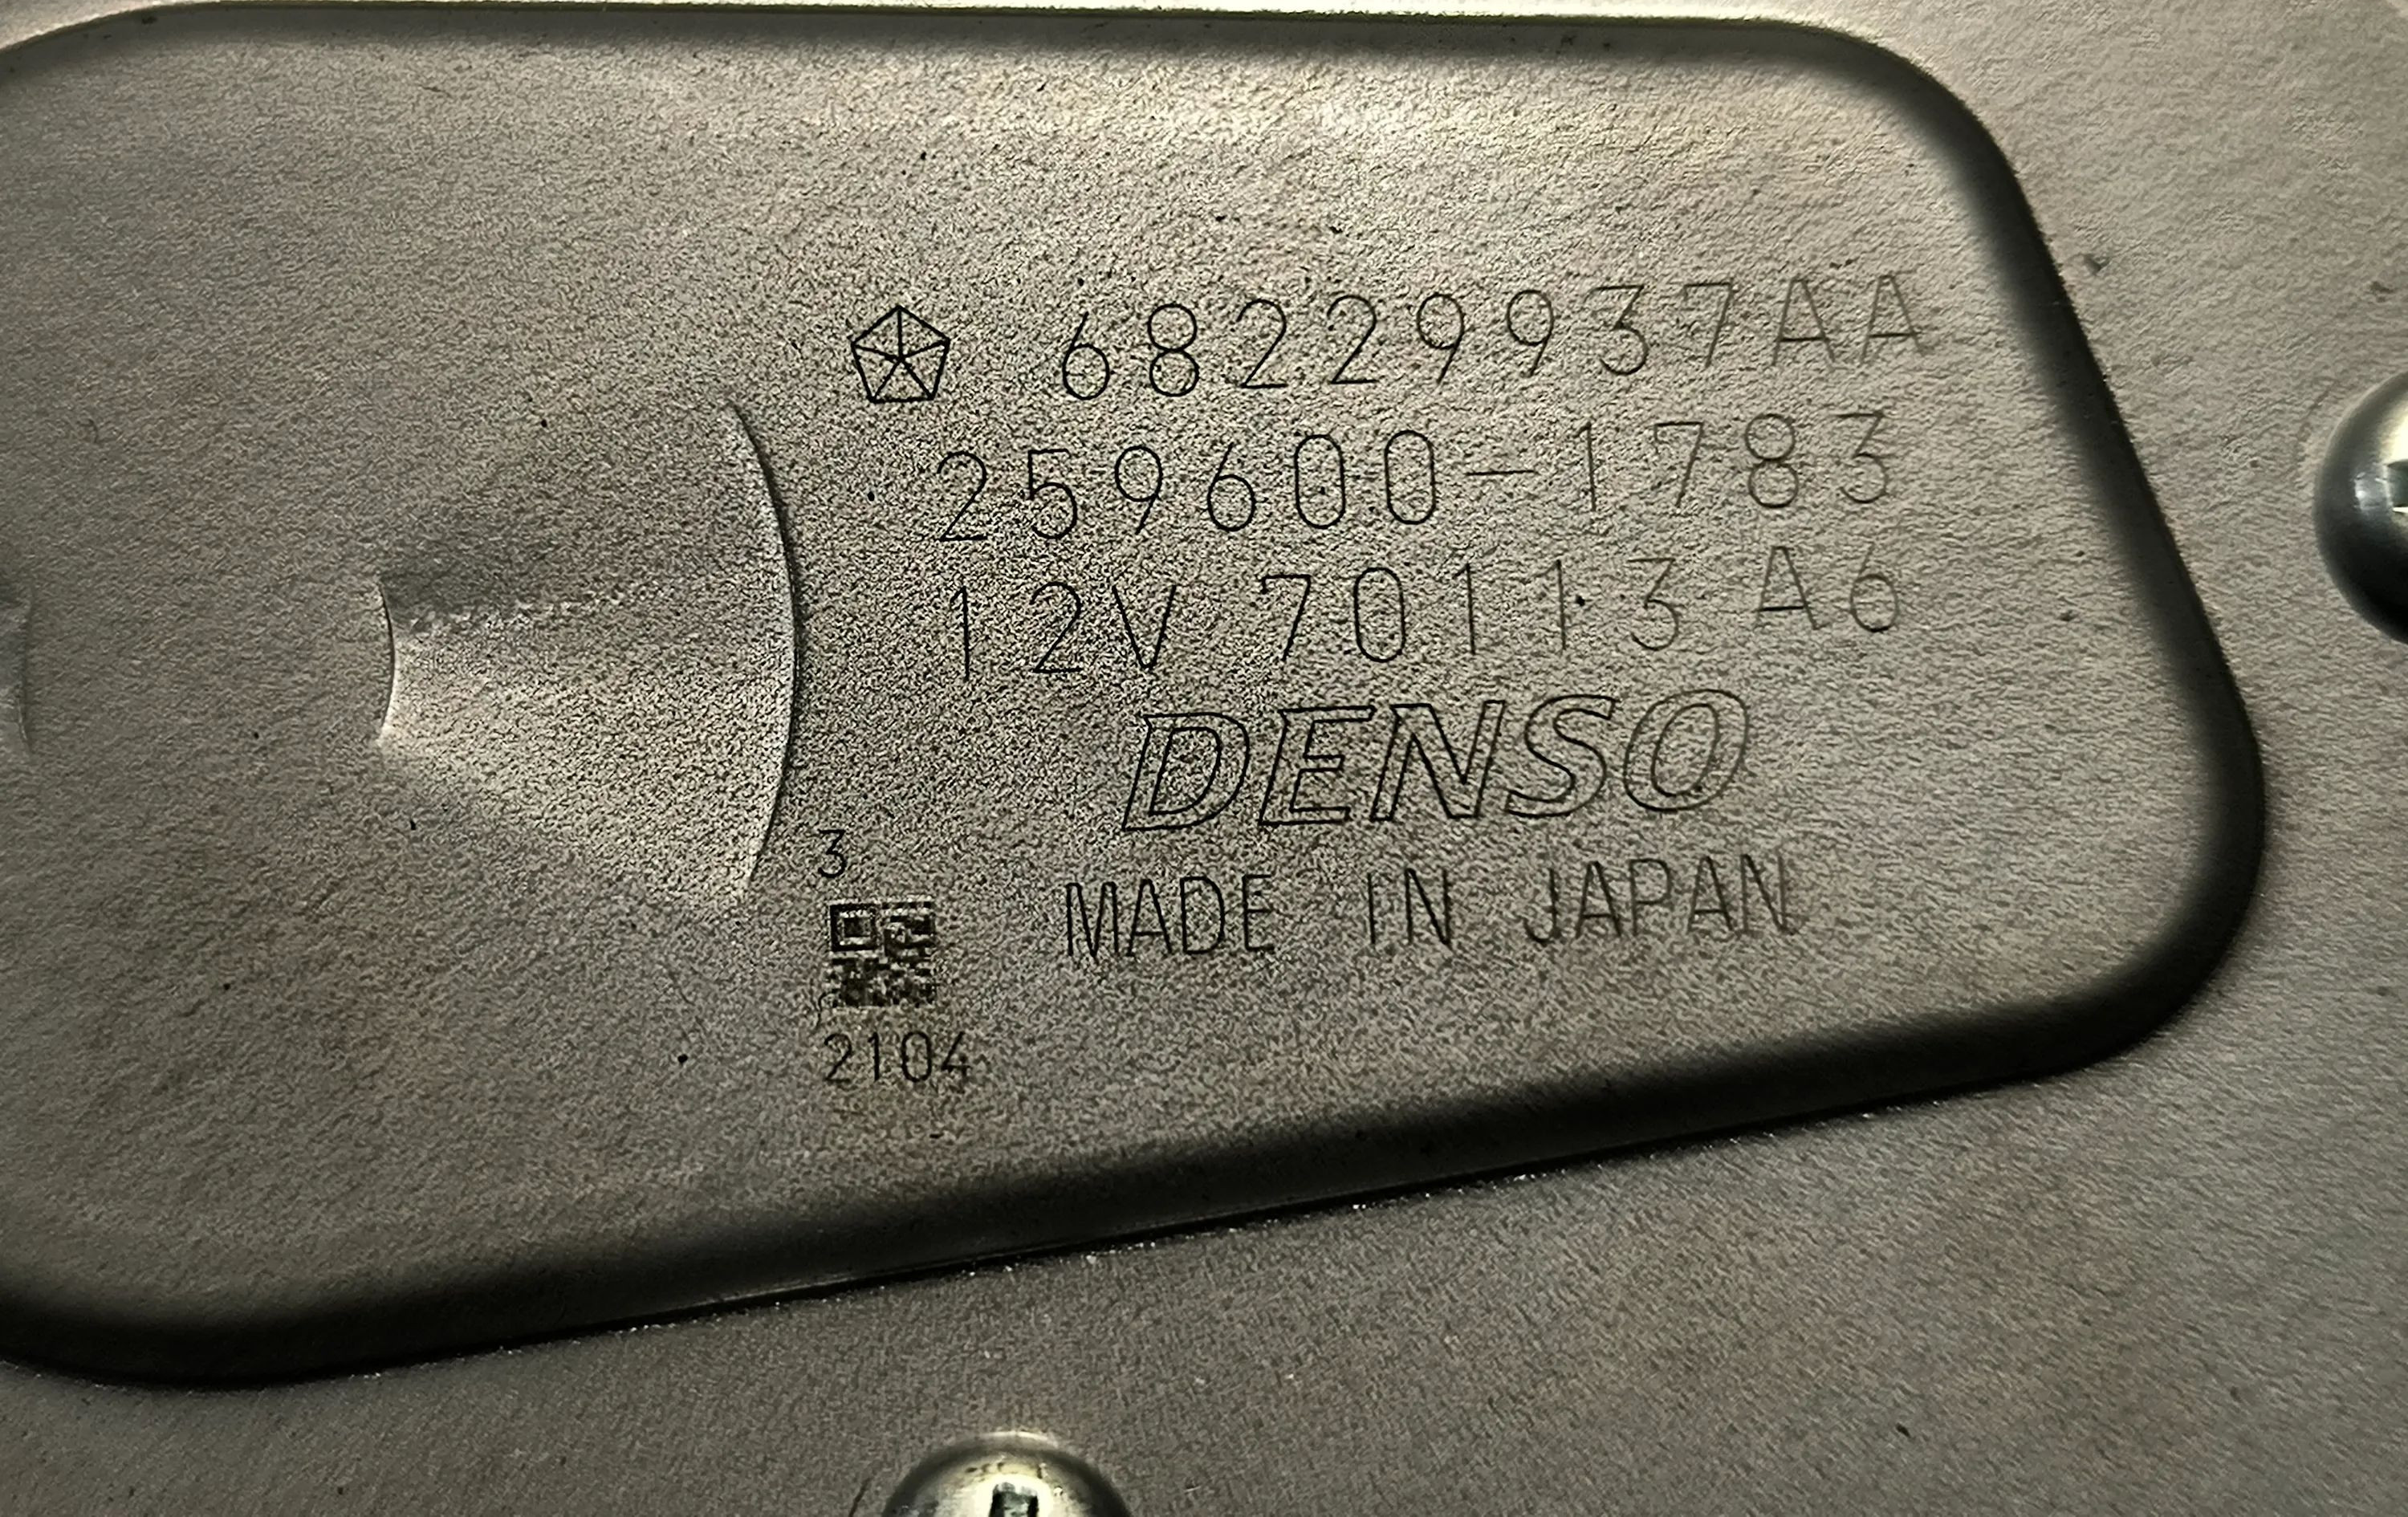 68229937AA
259600-1783
12V 70113 A6
DENSO
MADE IN JAPAN
3
2104